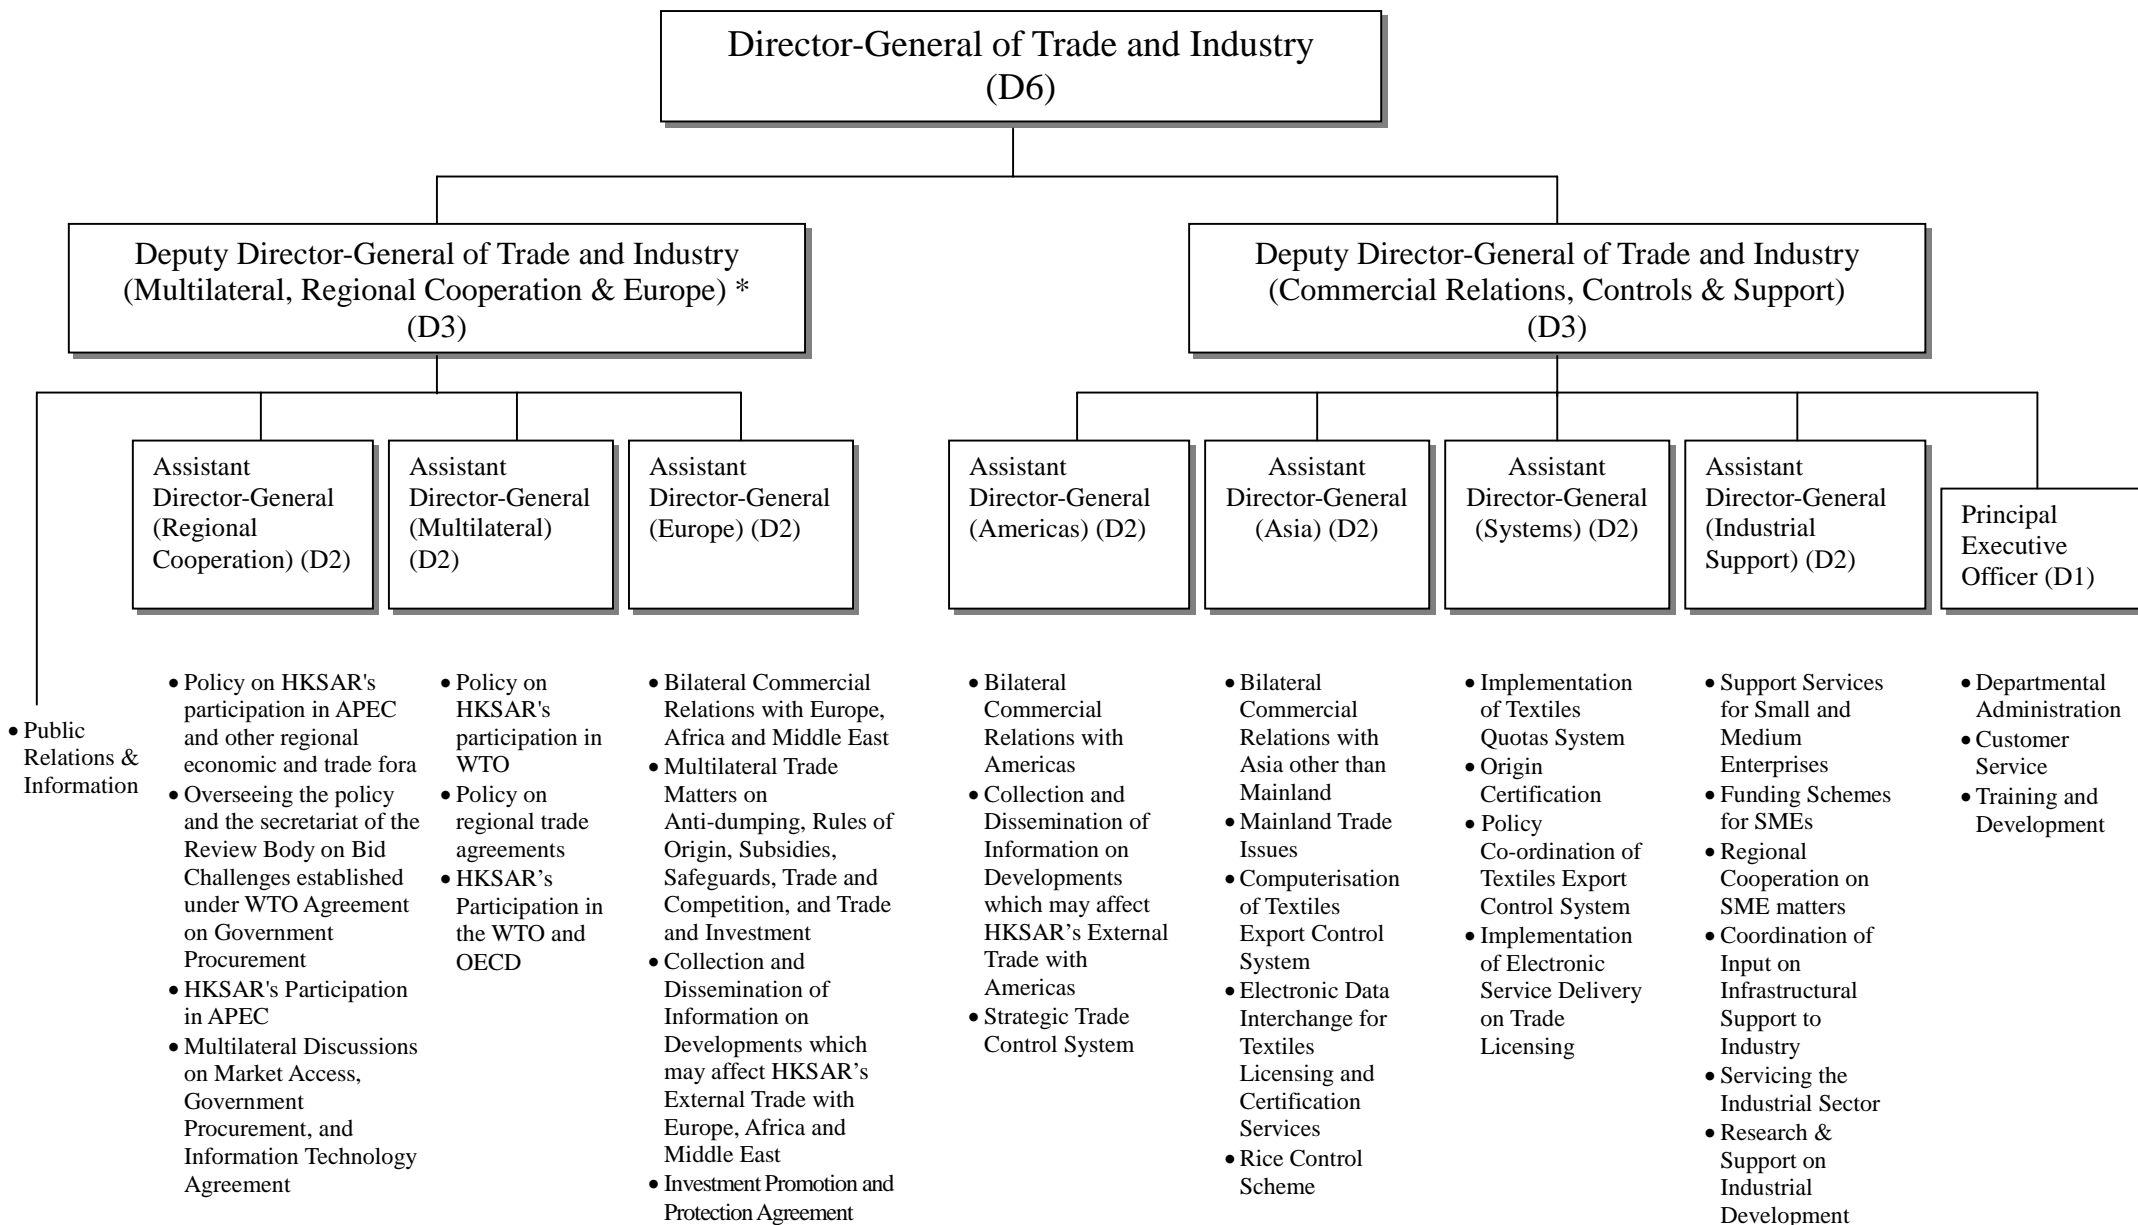 Director-General of Trade and Industry
(D6)
Deputy Director-General of Trade and Industry
(Multilateral, Regional Cooperation & Europe) *
(D3)
Deputy Director-General of Trade and Industry
(Commercial Relations, Controls & Support)
(D3)
Assistant
Director-General
(Regional
Cooperation) (D2)
Assistant
Director-General
(Multilateral)
(D2)
Assistant
Director-General
(Europe) (D2)
Assistant
Director-General
(Americas) (D2)
Assistant
Director-General
(Asia) (D2)
Assistant
Director-General
(Systems) (D2)
Assistant
Director-General
(Industrial
Support) (D2)
Principal
Executive
Officer (D1)
• Public
Relations &
Information
• Policy on HKSAR's
participation in APEC
and other regional
economic and trade fora
• Overseeing the policy
and the secretariat of the
Review Body on Bid
Challenges established
under WTO Agreement
on Government
Procurement
• HKSAR's Participation
in APEC
• Multilateral Discussions
on Market Access,
Government
Procurement, and
Information Technology
Agreement
• Policy on
HKSAR's
participation in
WTO
• Policy on
regional trade
agreements
• HKSAR’s
Participation in
the WTO and
OECD
• Bilateral Commercial
Relations with Europe,
Africa and Middle East
• Multilateral Trade
Matters on
Anti-dumping, Rules of
Origin, Subsidies,
Safeguards, Trade and
Competition, and Trade
and Investment
• Collection and
Dissemination of
Information on
Developments which
may affect HKSAR’s
External Trade with
Europe, Africa and
Middle East
• Investment Promotion and
Protection Agreement
• Bilateral
Commercial
Relations with
Americas
• Collection and
Dissemination of
Information on
Developments
which may affect
HKSAR’s External
Trade with
Americas
• Strategic Trade
Control System
• Bilateral
Commercial
Relations with
Asia other than
Mainland
• Mainland Trade
Issues
• Computerisation
of Textiles
Export Control
System
• Electronic Data
Interchange for
Textiles
Licensing and
Certification
Services
• Rice Control
Scheme
• Implementation
of Textiles
Quotas System
• Origin
Certification
• Policy
Co-ordination of
Textiles Export
Control System
• Implementation
of Electronic
Service Delivery
on Trade
Licensing
• Support Services
for Small and
Medium
Enterprises
• Funding Schemes
for SMEs
• Regional
Cooperation on
SME matters
• Coordination of
Input on
Infrastructural
Support to
Industry
• Servicing the
Industrial Sector
• Research &
Support on
Industrial
Development
• Departmental
Administration
• Customer
Service
• Training and
Development